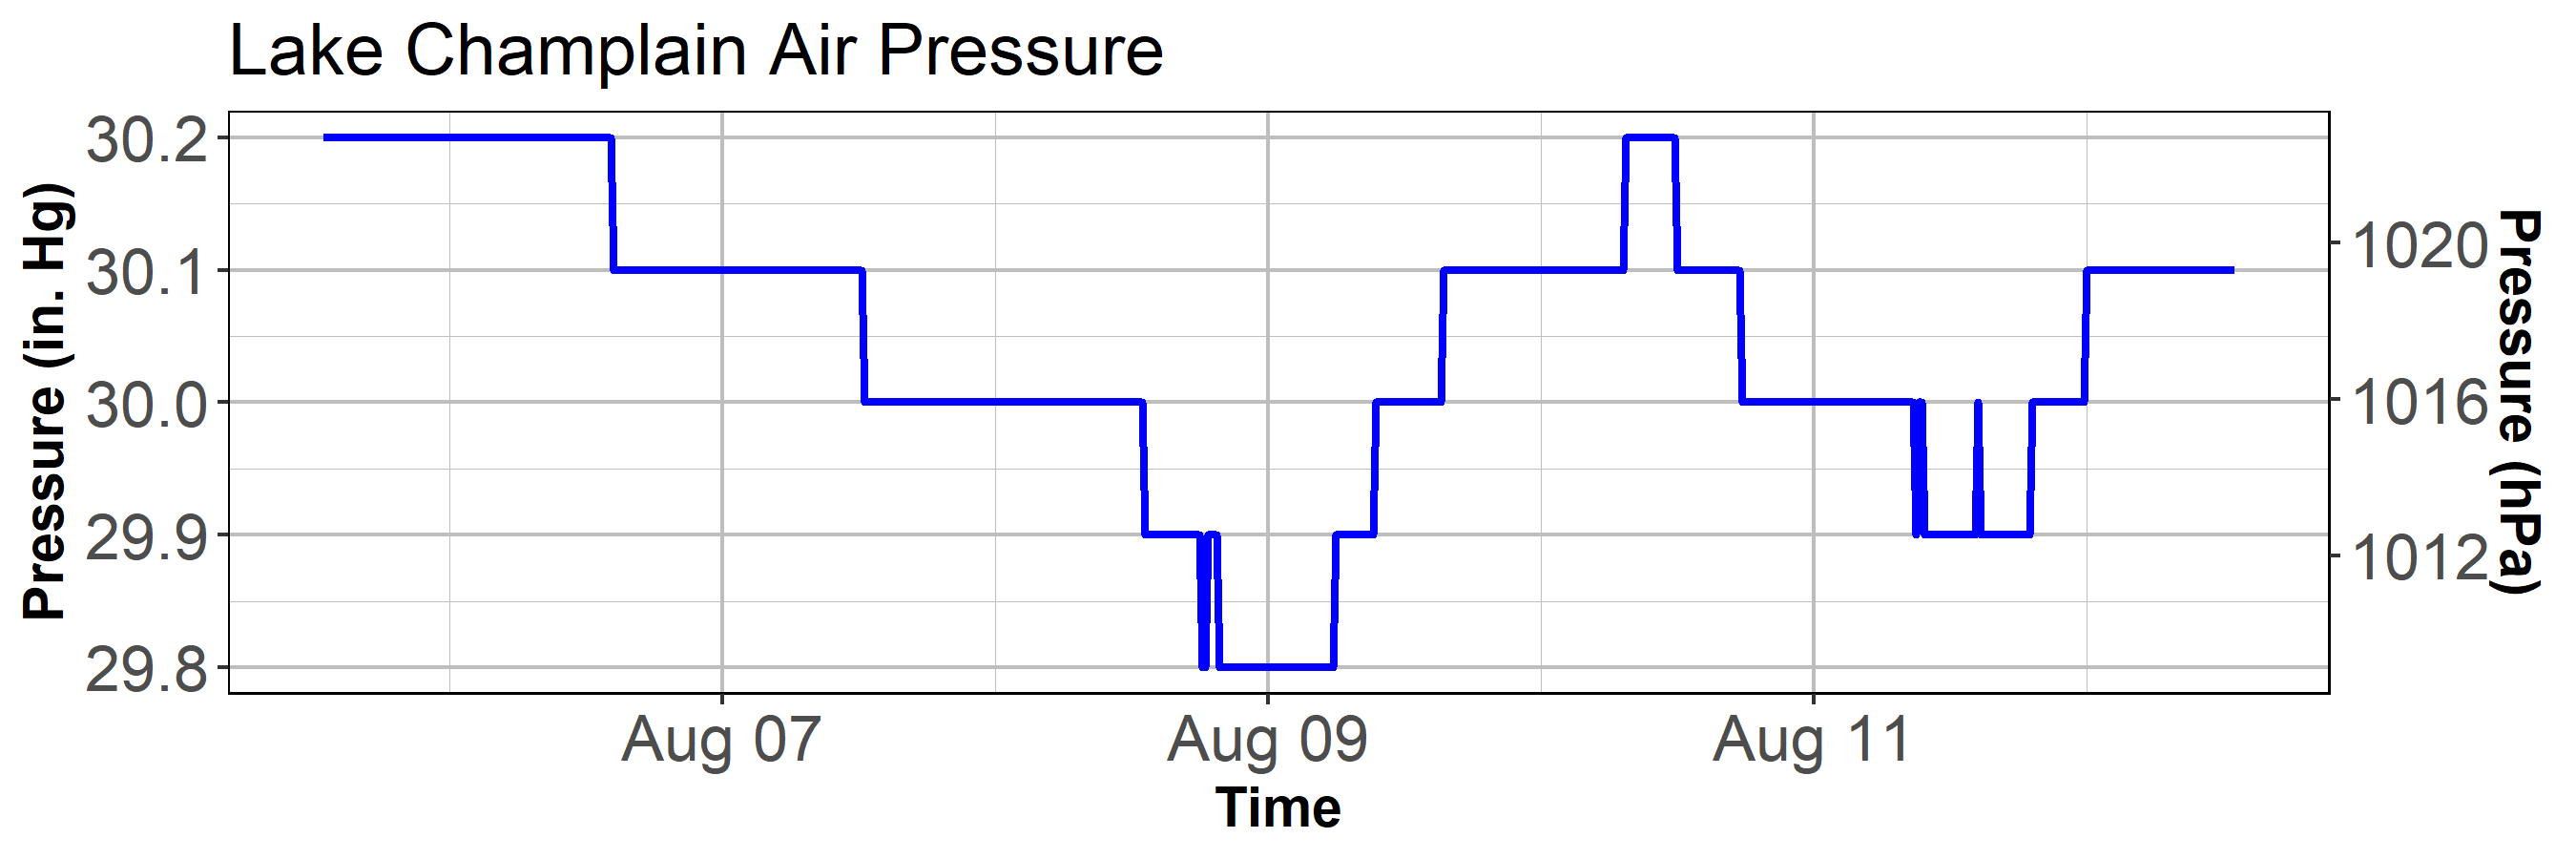 Lake Champlain Air Pressure
Pressure (in. Hg)
30.2
30.1
30.0
29.9
29.8
1020
1016
1012
Pressure (hPa)
Aug 07 Aug 09 Aug 11
Time